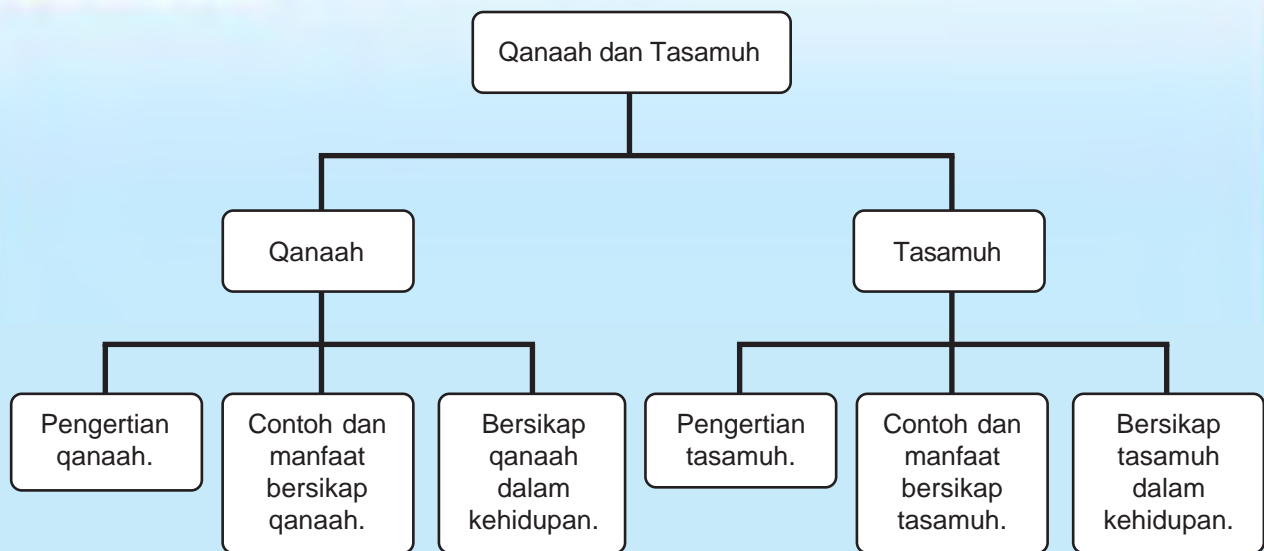 Qanaah dan Tasamuh
Qanaah
Tasamuh
Pengertian
qanaah.
Contoh dan
manfaat
bersikap
qanaah.
Bersikap
qanaah
dalam
kehidupan.
Pengertian
tasamuh.
Contoh dan
manfaat
bersikap
tasamuh.
Bersikap
tasamuh
dalam
kehidupan.